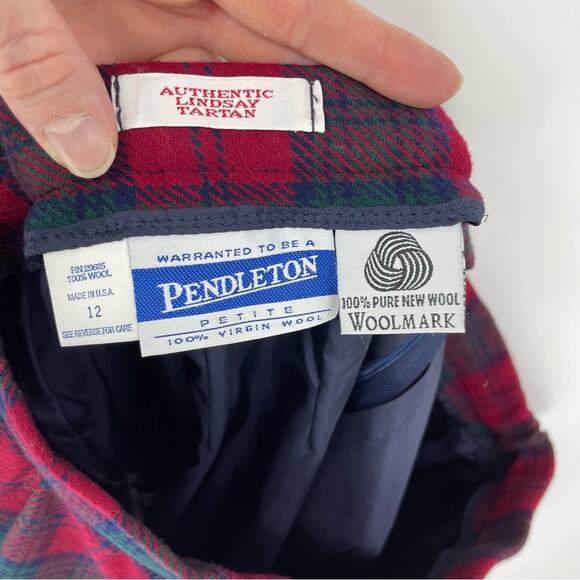 AUTHENTIC
LINDSAY
TARTAN
RN 29685
100% WOOL
MADE IN U.S.A.
12
SEE REVERSE FOR CARE
WARRANTED TO BE A
PENDLETON
PETITE
100% VIRGIN WOOL
100% PURE NEW WOOL
WOOLMARK